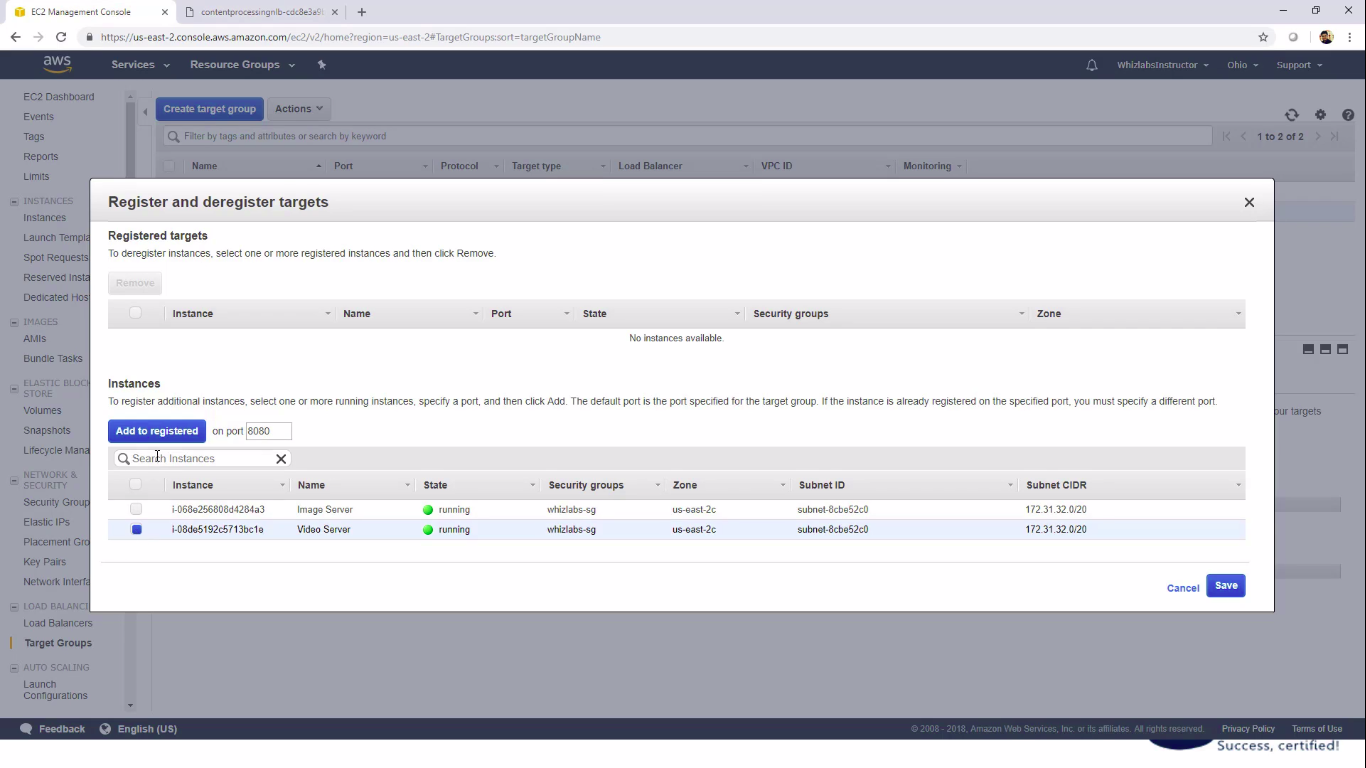 EC2 Management Console
contentprocessingnlb-cdc8e3a9
https://us-east-2.console.aws.amazon.com/ec2/v2/home?region=us-east-2#TargetGroups:sort=targetGroupName
aws Services Resource Groups WhizlabsInstructor Ohio Support
EC2 Dashboard
Events
Tags
Reports
Limits
INSTANCES
Instances
Launch Templa
Spot Requests
Reserved Insta
Dedicated Hos
IMAGES
AMIs
Bundle Tasks
ELASTIC BLOCK
STORE
Volumes
Snapshots
Lifecycle Mana
NETWORK &
SECURITY
Security Group
Elastic IPs
Placement Gro
Key Pairs
Network Interfa
LOAD BALANCI
Load Balancers
Target Groups
AUTO SCALING
Launch
Configurations
Create target group Actions
Filter by tags and attributes or search by keyword 1 to 2 of 2
Name Port Protocol Target type Load Balancer VPC ID Monitoring
Register and deregister targets
Registered targets
To deregister instances, select one or more registered instances and then click Remove.
Remove
Instance Name Port State Security groups Zone
No instances available.
Instances
To register additional instances, select one or more running instances, specify a port, and then click Add. The default port is the port specified for the target group. If the instance is already registered on the specified port, you must specify a different port.
our targets
Add to registered on port 8080
Search Instances
Instance Name State Security groups Zone Subnet ID Subnet CIDR
i-068e256808d4284a3 Image Server running whizlabs-sg us-east-2c subnet-8cbe52c0 172.31.32.0/20
i-08de5192c5713bc1e Video Server running whizlabs-sg us-east-2c subnet-8cbe52c0 172.31.32.0/20
Cancel Save
Feedback English (US) © 2008 - 2018, Amazon Web Services, Inc. or its affiliates. All rights reserved. Privacy Policy Terms of Use
Success, certified!